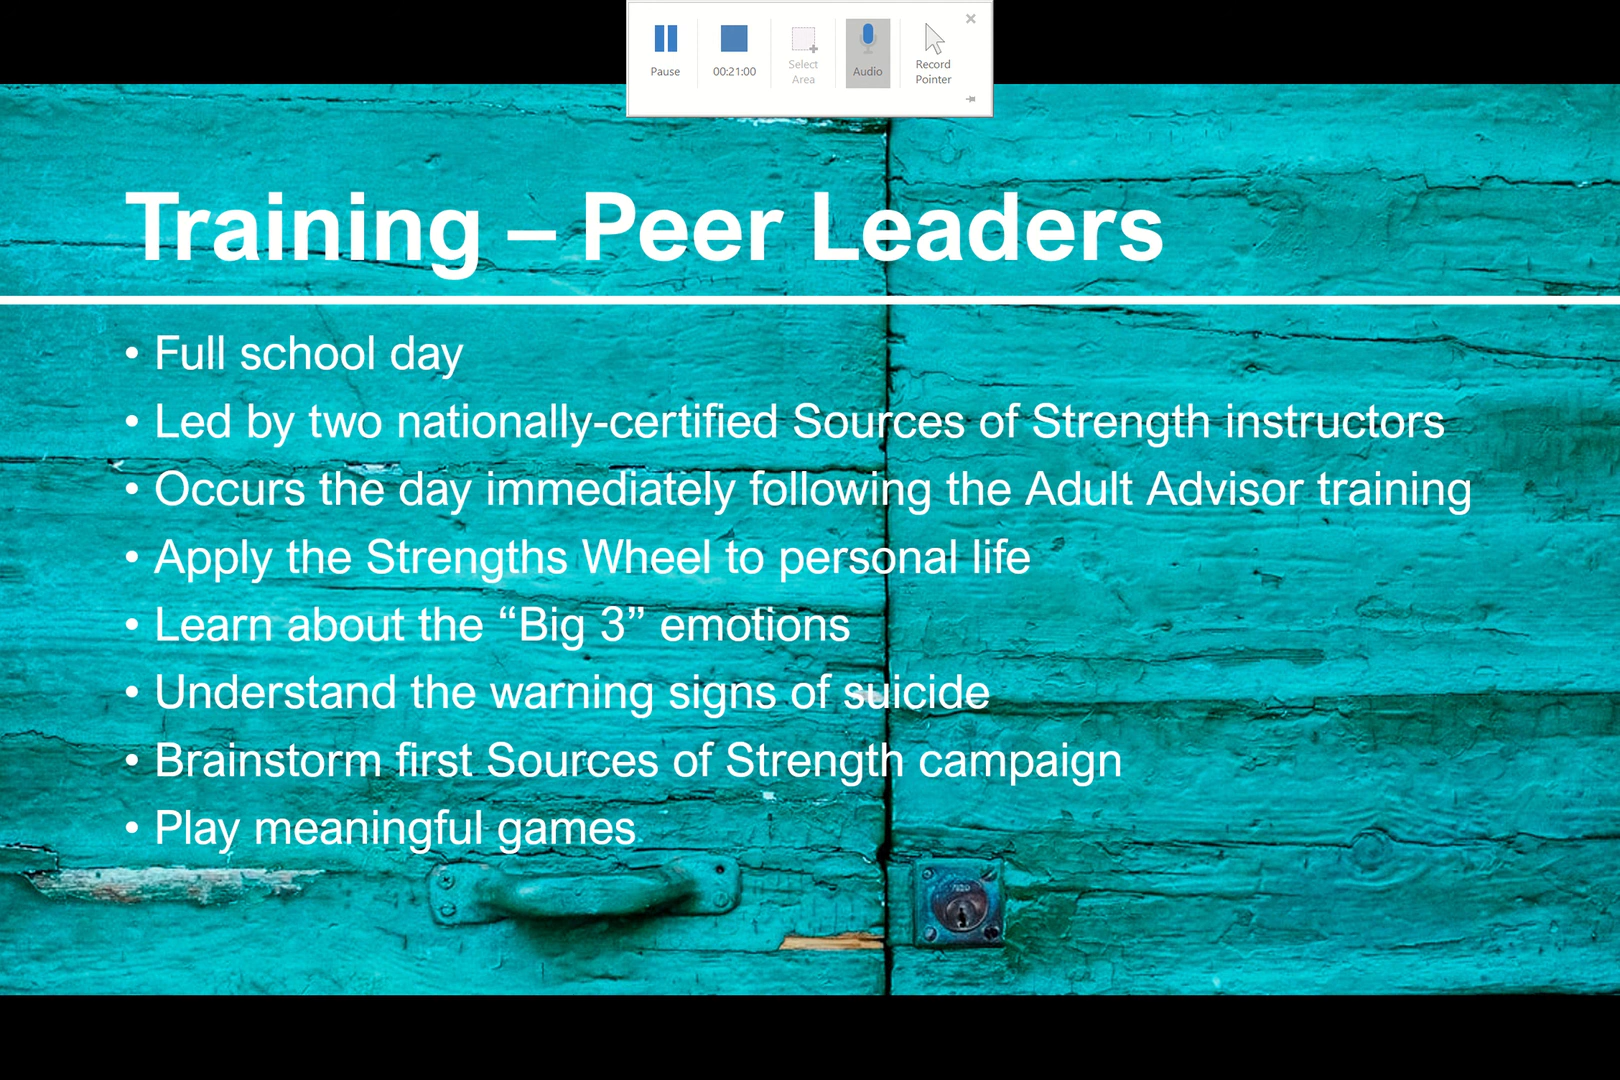 Pause
00:21:00
Select
Area
Audio
Record
Pointer
Training – Peer Leaders
• Full school day
• Led by two nationally-certified Sources of Strength instructors
• Occurs the day immediately following the Adult Advisor training
• Apply the Strengths Wheel to personal life
• Learn about the “Big 3” emotions
• Understand the warning signs of suicide
• Brainstorm first Sources of Strength campaign
• Play meaningful games